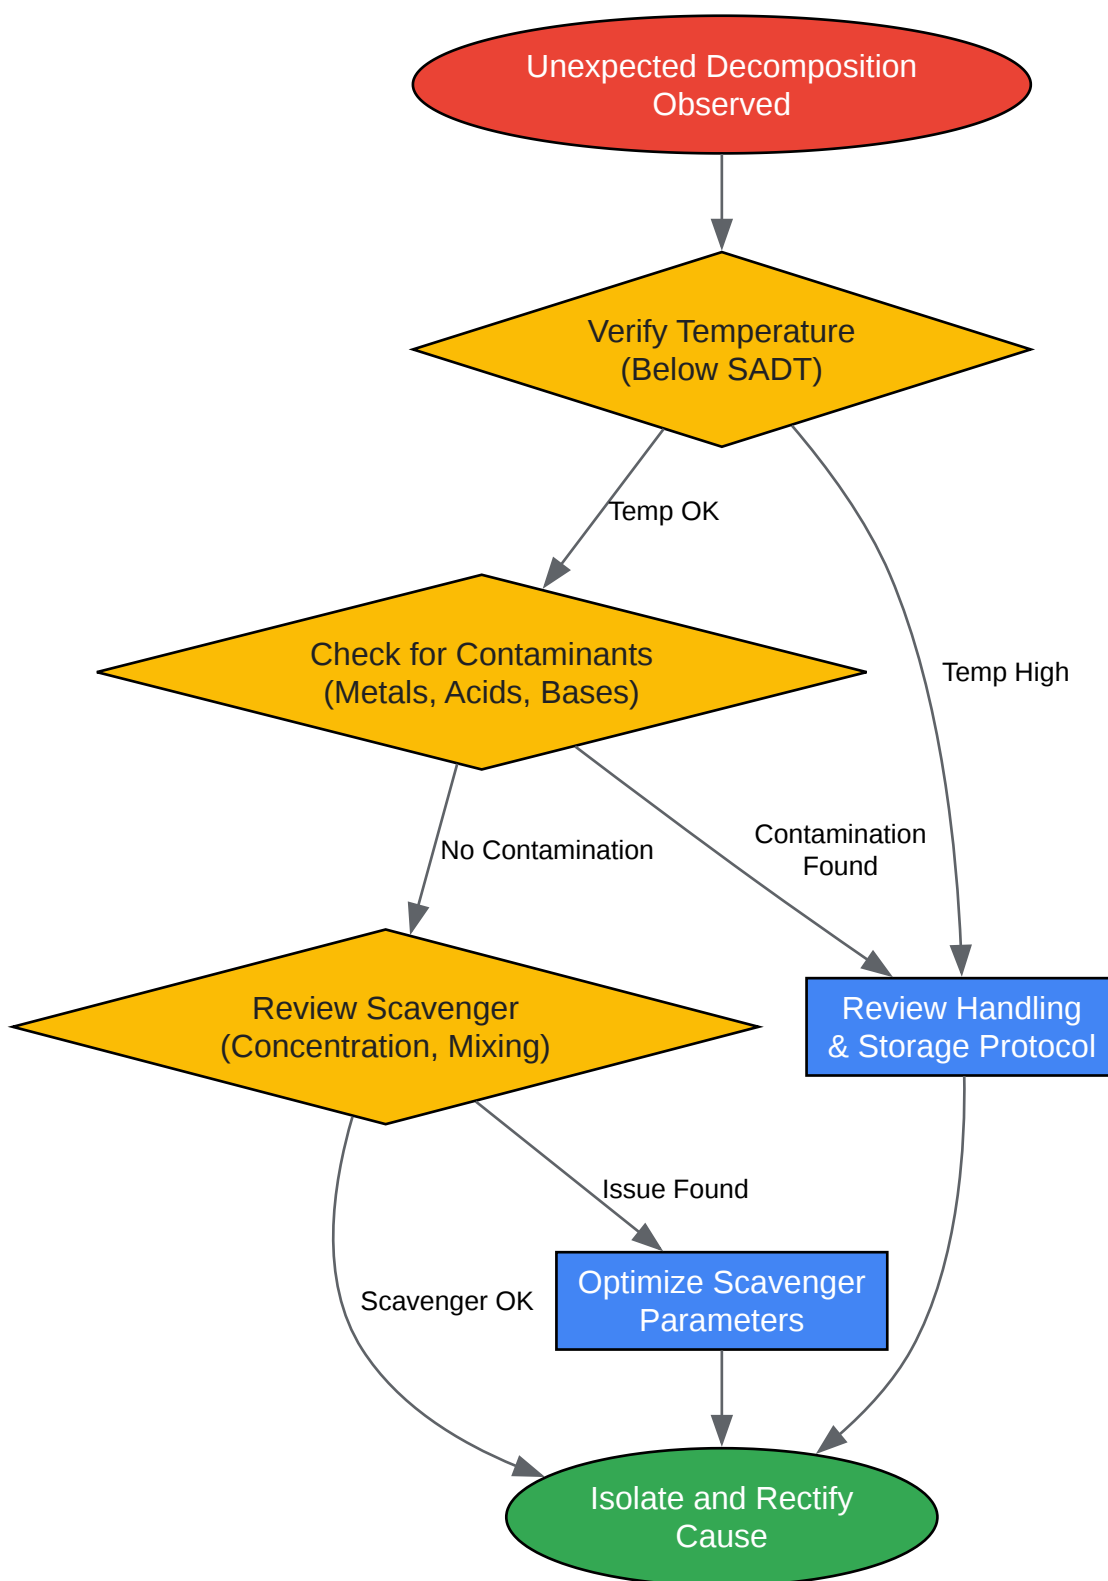 Unexpected Decomposition
Observed
Verify Temperature
(Below SADT)
Temp OK
Check for Contaminants
(Metals, Acids, Bases)
Temp High
No Contamination
Contamination
Found
Review Scavenger
(Concentration, Mixing)
Review Handling
& Storage Protocol
Issue Found
Scavenger OK
Optimize Scavenger
Parameters
Isolate and Rectify
Cause